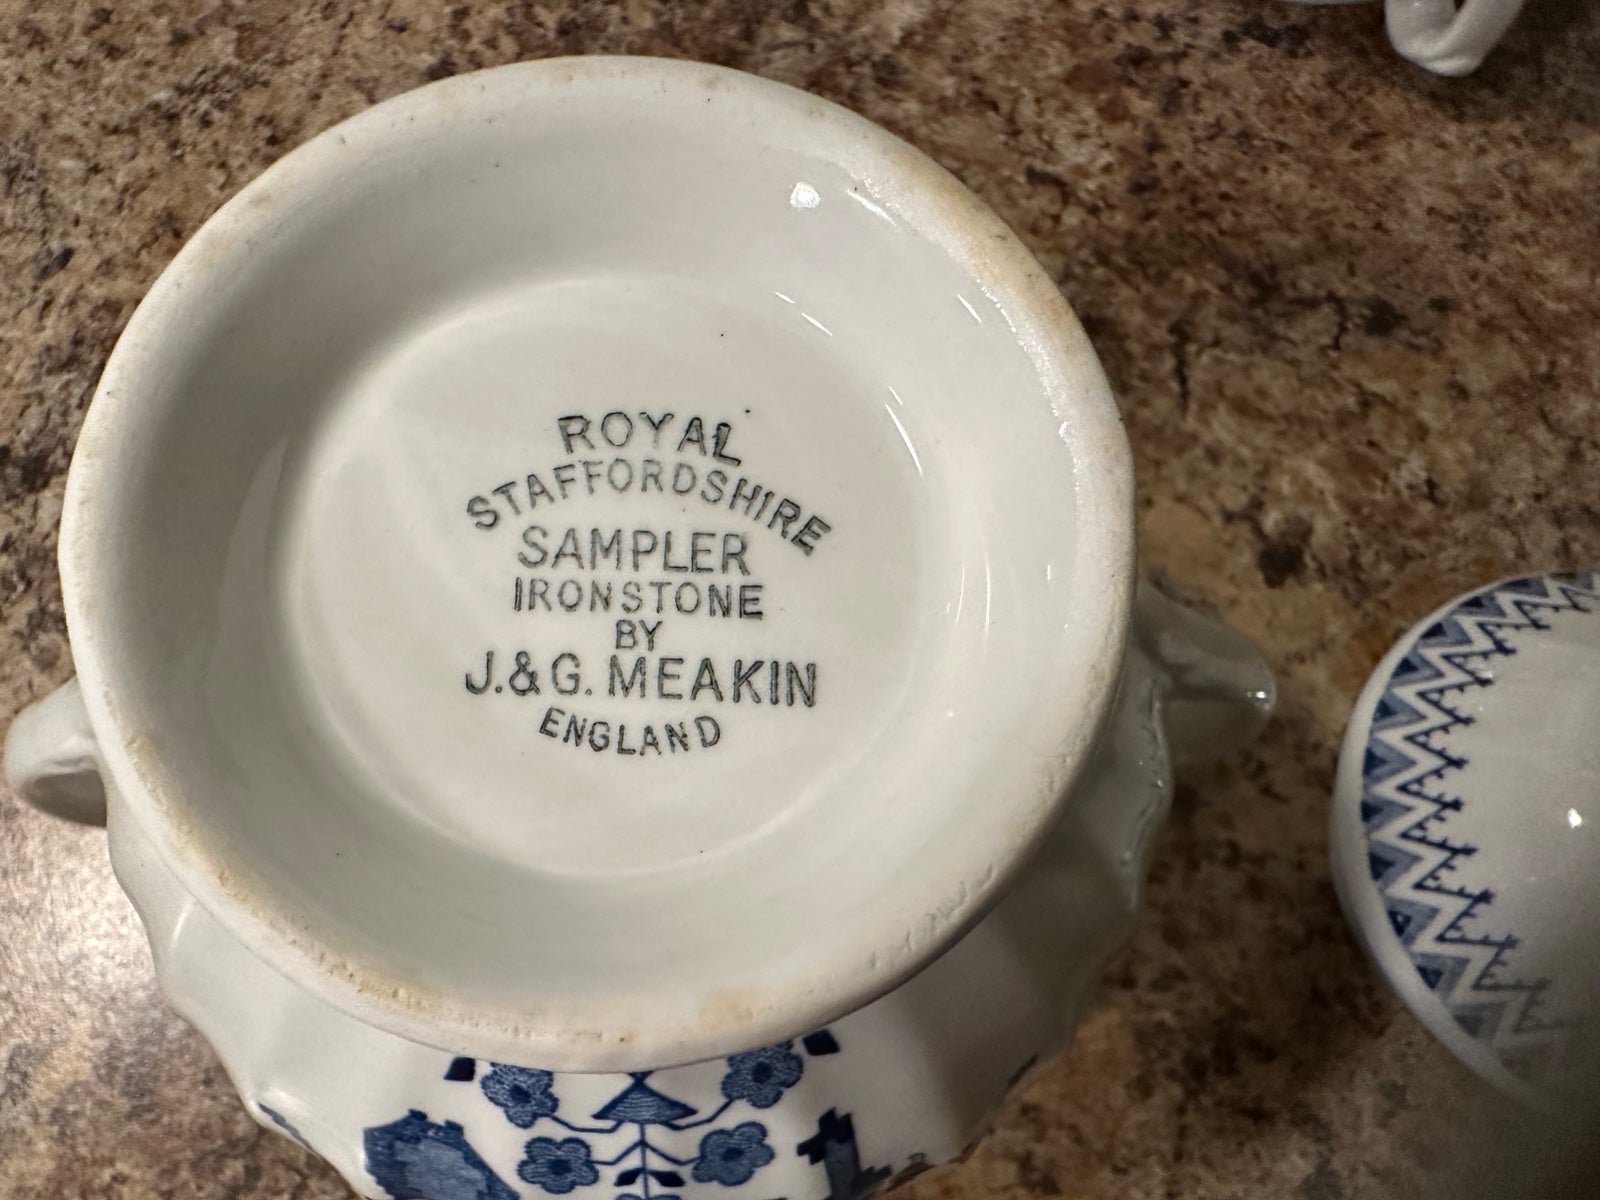 ROYAL
STAFFORDSHIRE
SAMPLER
IRONSTONE
BY
J.&G. MEAKIN
ENGLAND